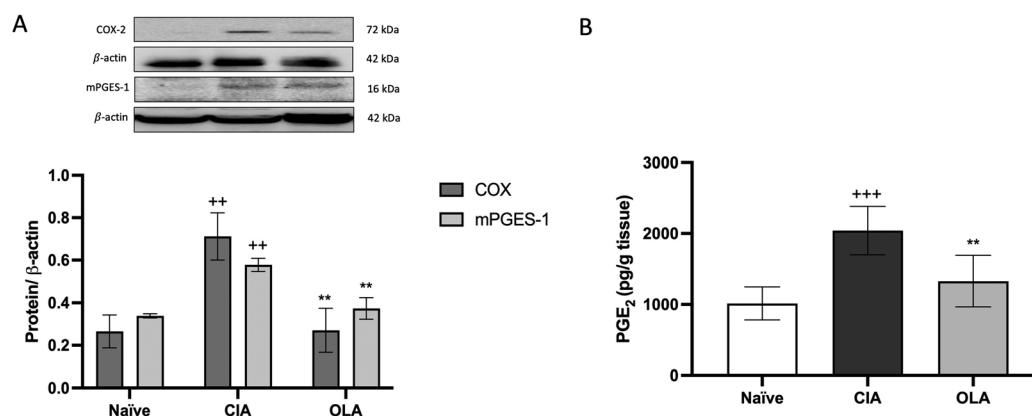 A
COX-2 72 kDa
β-actin 42 kDa
mPGES-1 16 kDa
β-actin 42 kDa
Protein/ β-actin
1.0
0.8
0.6
0.4
0.2
0.0
++
++
**
**
Naïve CIA OLA
COX
mPGES-1
B
PGE₂ (pg/g tissue)
3000
2000
1000
0
+++
**
Naïve CIA OLA